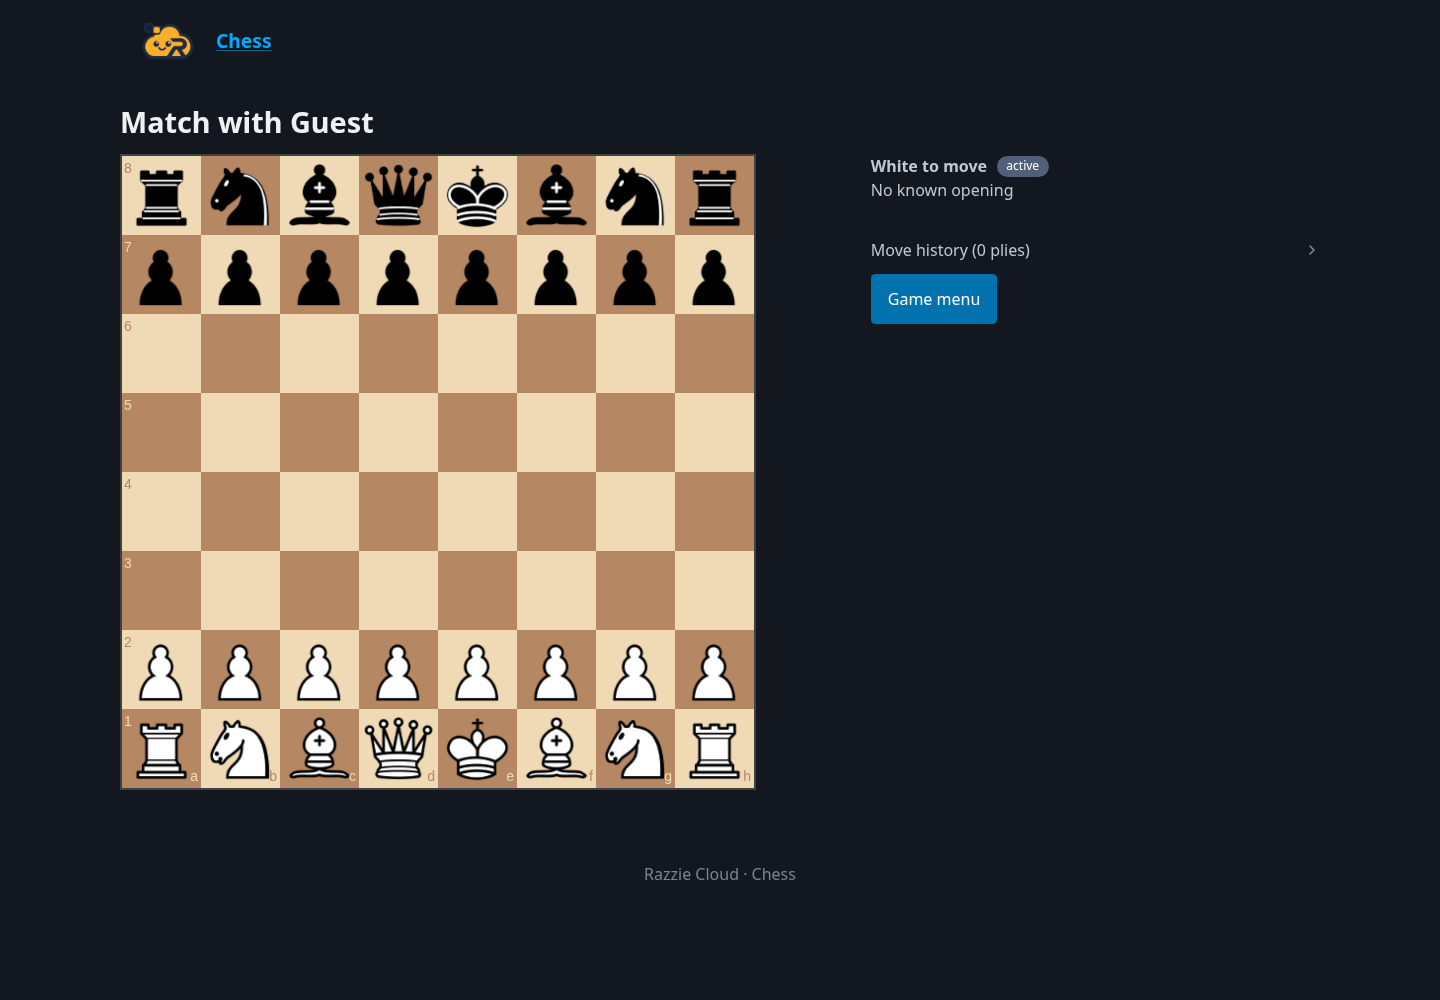 Chess
Match with Guest
8
7
6
5
4
3
2
1
a b c d e f g h
White to move active
No known opening
Move history (0 plies)
Game menu
Razzie Cloud · Chess